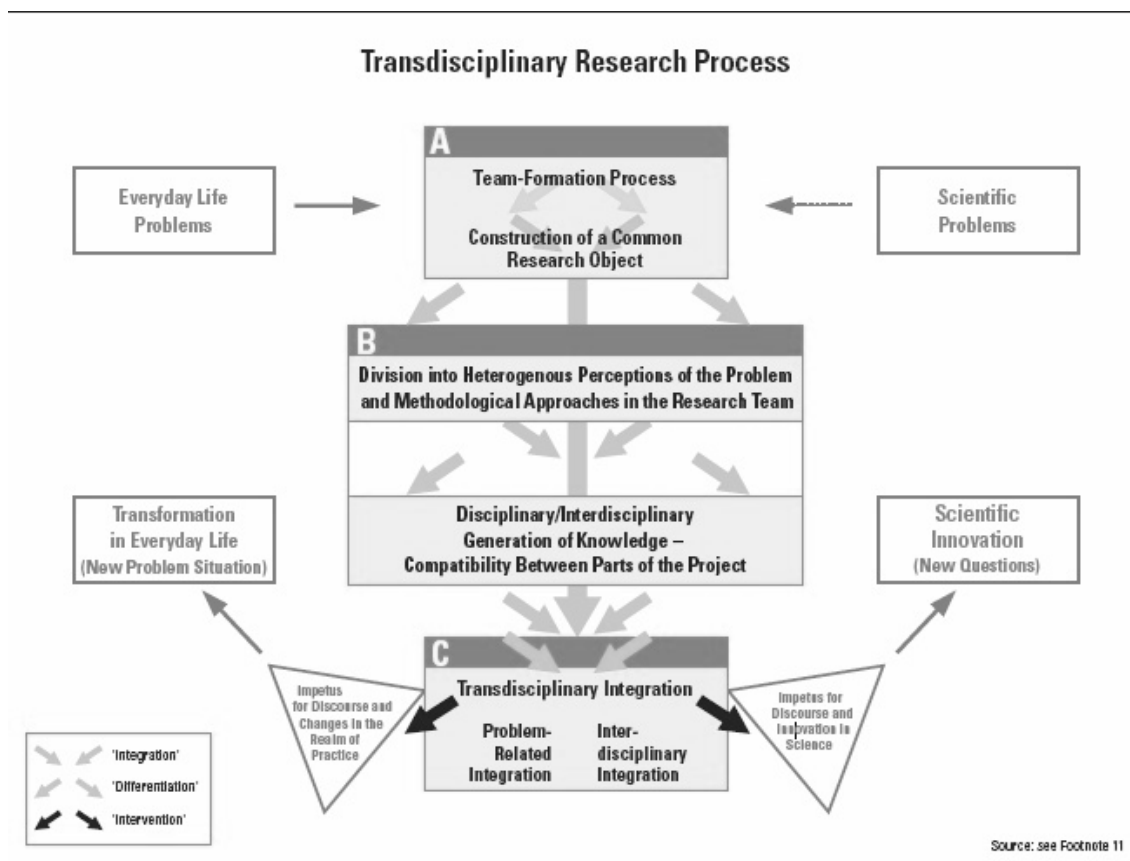 Transdisciplinary Research Process
A
Team-Formation Process
Construction of a Common
Research Object
Everyday Life
Problems
Scientific
Problems
B
Division into Heterogenous Perceptions of the Problem
and Methodological Approaches in the Research Team
Disciplinary/Interdisciplinary
Generation of Knowledge –
Compatibility Between Parts of the Project
Transformation
in Everyday Life
(New Problem Situation)
Scientific
Innovation
(New Questions)
C
Transdisciplinary Integration
Problem-
Related
Integration
Inter-
disciplinary
Integration
Impetus
for Discourse and
Changes in the
Realm of
Practice
Impetus for
Discourse and
Innovation in
Science
'Integration'
'Differentiation'
'Intervention'
Source: see Footnote 11